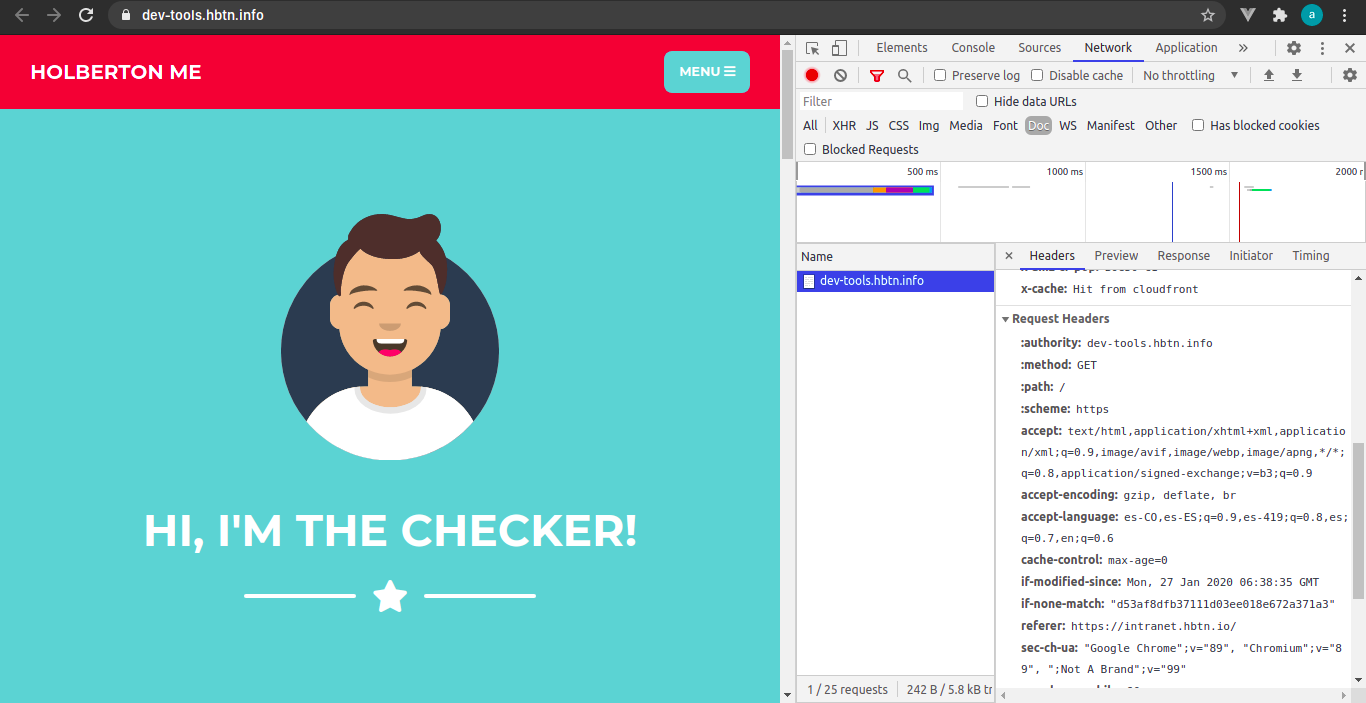 dev-tools.hbtn.info
a
HOLBERTON ME
MENU
HI, I'M THE CHECKER!
Elements Console Sources Network Application »
Preserve log Disable cache No throttling
Filter
Hide data URLs
All XHR JS CSS Img Media Font Doc WS Manifest Other Has blocked cookies
Blocked Requests
500 ms 1000 ms 1500 ms 2000
Name
dev-tools.hbtn.info
1 / 25 requests 242 B / 5.8 kB tr
× Headers Preview Response Initiator Timing
x-cache: Hit from cloudfront
Request Headers
:authority: dev-tools.hbtn.info
:method: GET
:path: /
:scheme: https
accept: text/html,application/xhtml+xml,applicatio
n/xml;q=0.9,image/avif,image/webp,image/apng,*/*;
q=0.8,application/signed-exchange;v=b3;q=0.9
accept-encoding: gzip, deflate, br
accept-language: es-CO,es-ES;q=0.9,es-419;q=0.8,es;
q=0.7,en;q=0.6
cache-control: max-age=0
if-modified-since: Mon, 27 Jan 2020 06:38:35 GMT
if-none-match: "d53af8dfb37111d03ee018e672a371a3"
referer: https://intranet.hbtn.io/
sec-ch-ua: "Google Chrome";v="89", "Chromium";v="8
9", ";Not A Brand";v="99"